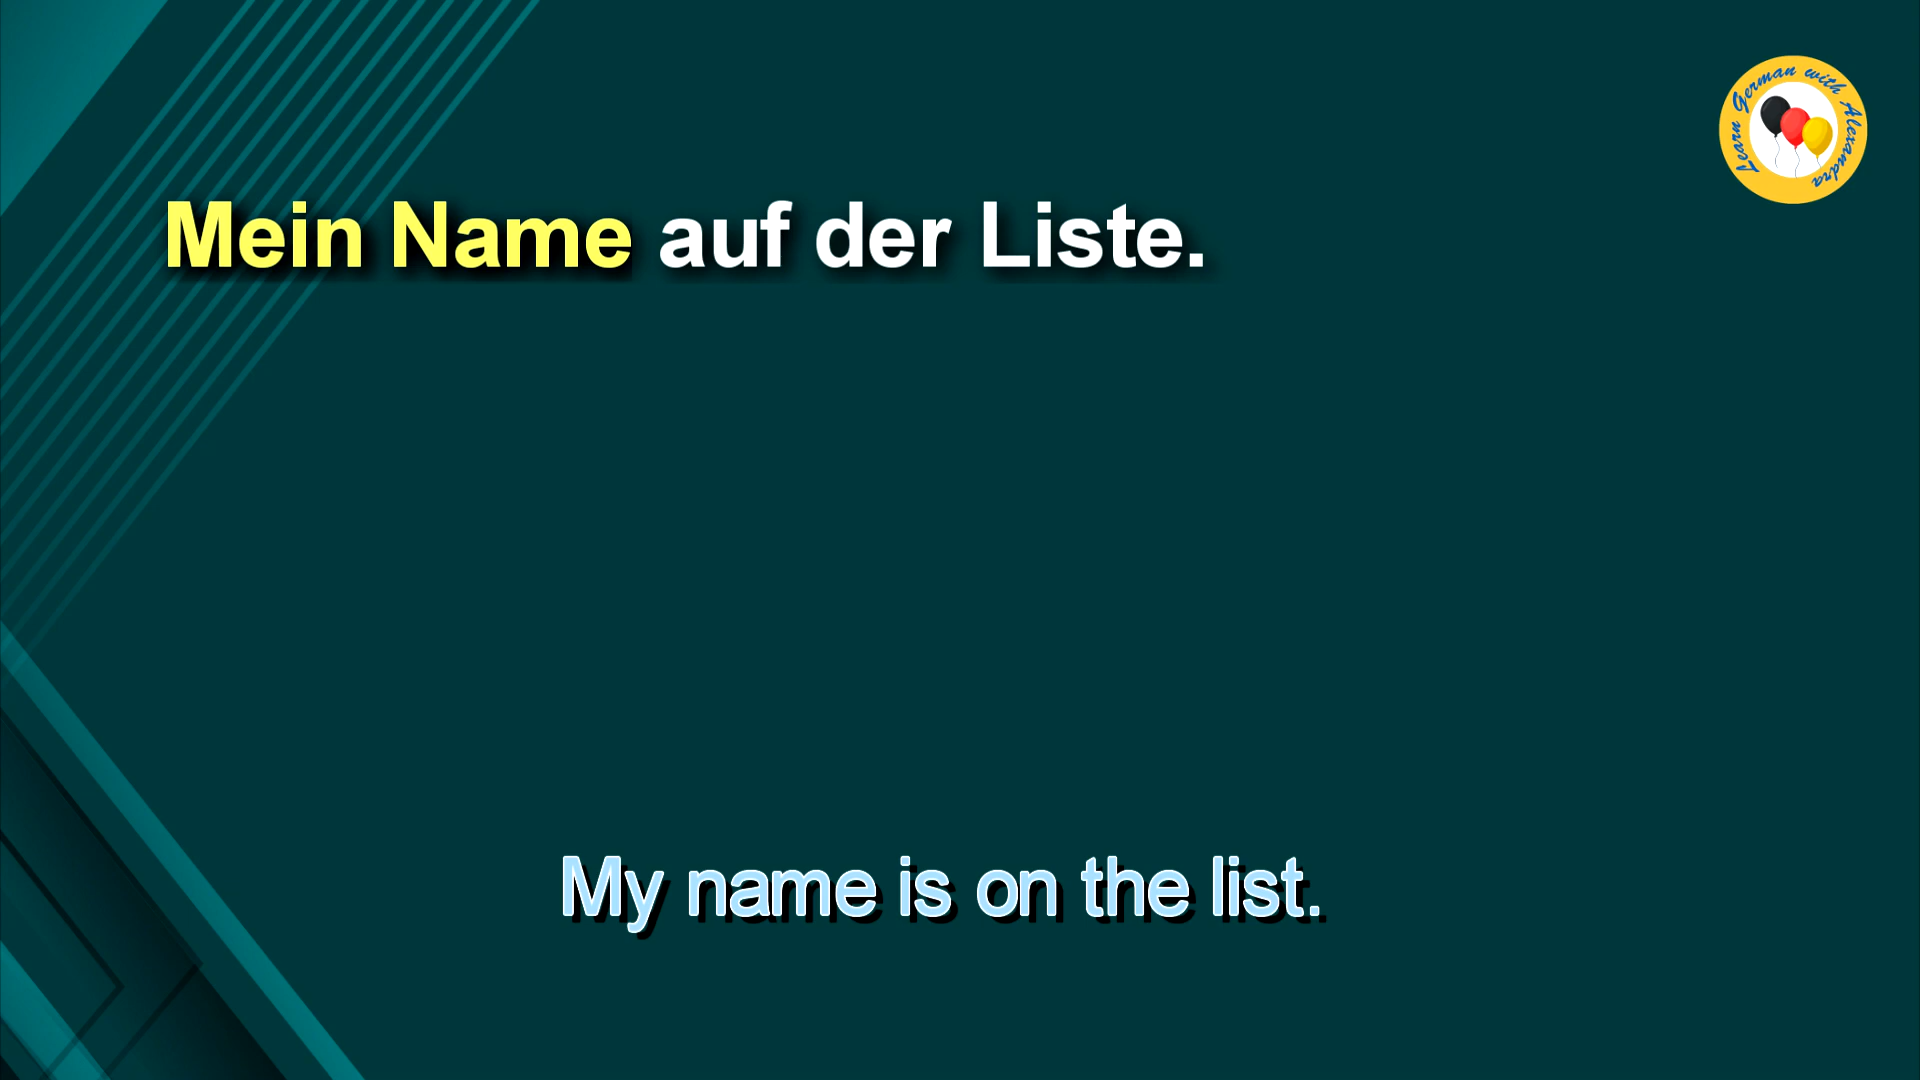 Learn German with Alexandra
Mein Name auf der Liste.
My name is on the list.